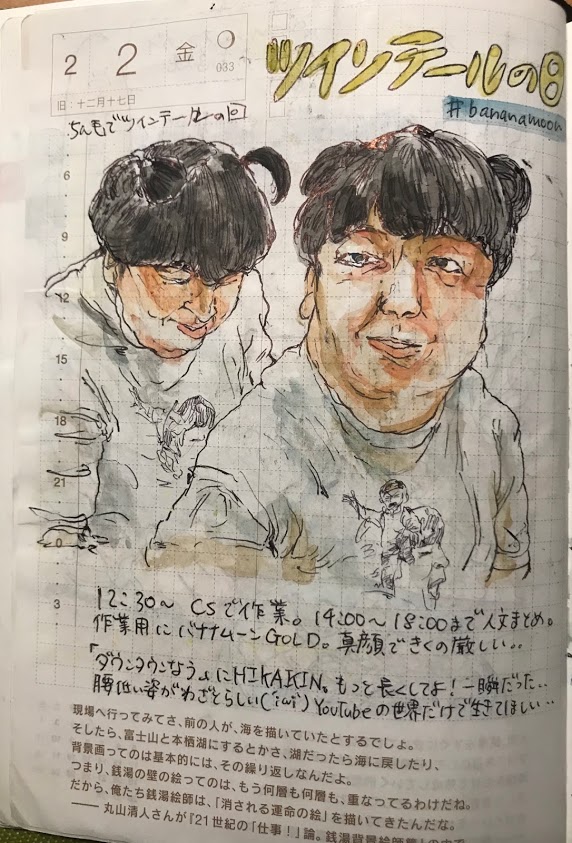 2 2 金 033
旧:十二月十七日
ツインテールの回
#bananamoon
ちん毛でツインテールの回
6
9
12
15
18
21
0
3
12:30~ CSで作業。14:00~18:00まで人文まとめ。
作業用にバナナムーンGOLD。真顔できくの厳しい..
「ダウンタウンなう」にHIKAKIN。もっと長くしてよ!一瞬だった..
腰低い姿がわざとらしい(´ω`) YouTubeの世界だけで生きてほしい..
現場へ行ってみてさ、前の人が、海を描いていたとするでしょ。
そしたら、富士山と本栖湖にするとかさ、湖だったら海に戻したり、
背景画ってのは基本的には、その繰り返しなんだよ。
つまり、銭湯の壁の絵ってのは、もう何層も何層も、重なってるわけだね。
だから、俺たち銭湯絵師は、「消される運命の絵」を描いてきたんだな。
―― 丸山清人さんが『21世紀の「仕事!」論。銭湯背景絵師篇』の中で